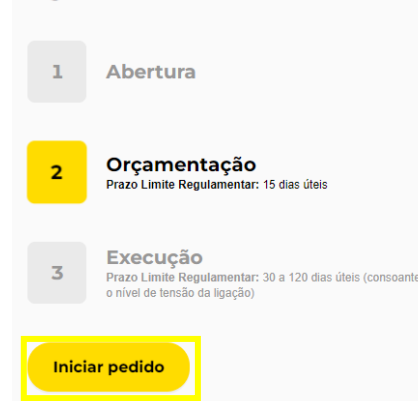 1
Abertura
2
Orçamentação
Prazo Limite Regulamentar: 15 dias úteis
3
Execução
Prazo Limite Regulamentar: 30 a 120 dias úteis (consoante
o nível de tensão da ligação)
Iniciar pedido